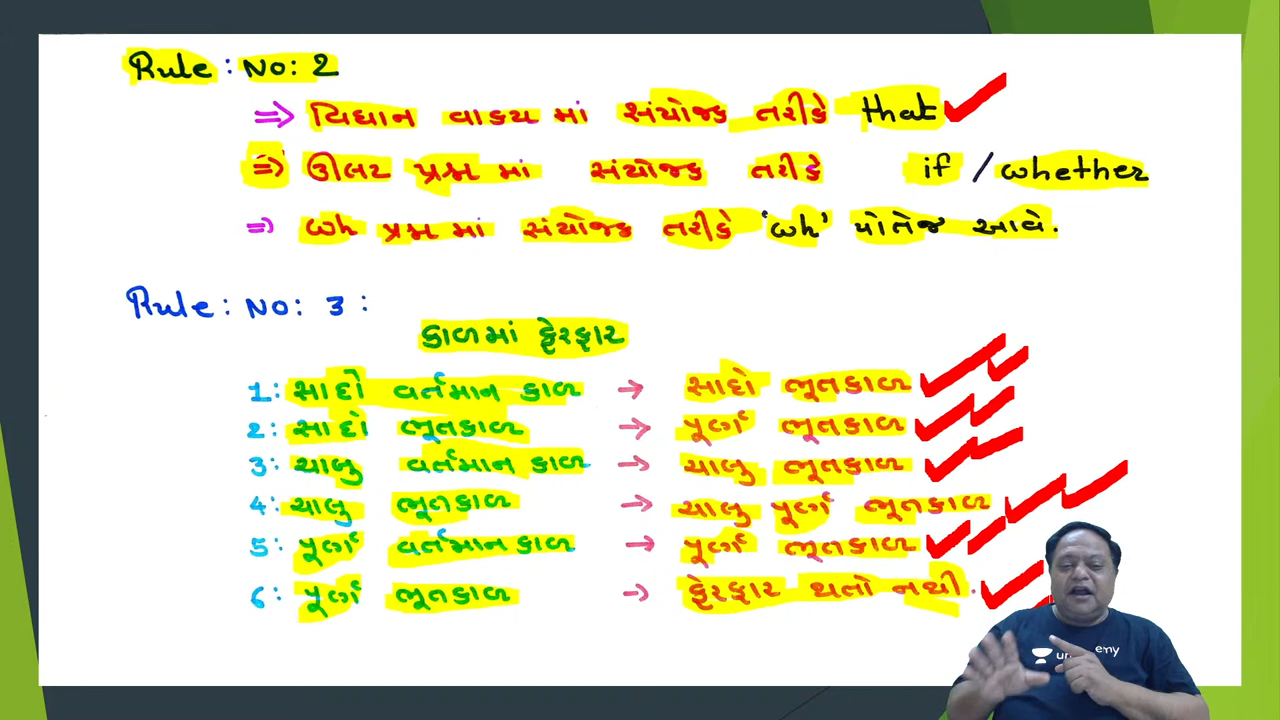 Rule: No: 2
⇒ વિધાન વાકય માં સંયોજક તરીકે that
⇒ ઊલટ પ્રશ્ન માં સંયોજક તરીકે if / whether
⇒ Wh પ્રશ્ન માં સંયોજક તરીકે 'wh' પોતેજ આવે.
Rule: No: 3:
કાળમાં ફેરફાર
1: સાદો વર્તમાન કાળ → સાદો ભૂતકાળ
2: સાદો ભૂતકાળ → પૂર્ણ ભૂતકાળ
3: ચાલુ વર્તમાન કાળ → ચાલુ ભૂતકાળ
4: ચાલુ ભૂતકાળ → ચાલુ પૂર્ણ ભૂતકાળ
5: પૂર્ણ વર્તમાનકાળ → પૂર્ણ ભૂતકાળ
6: પૂર્ણ ભૂતકાળ → ફેરફાર થતો નથી.